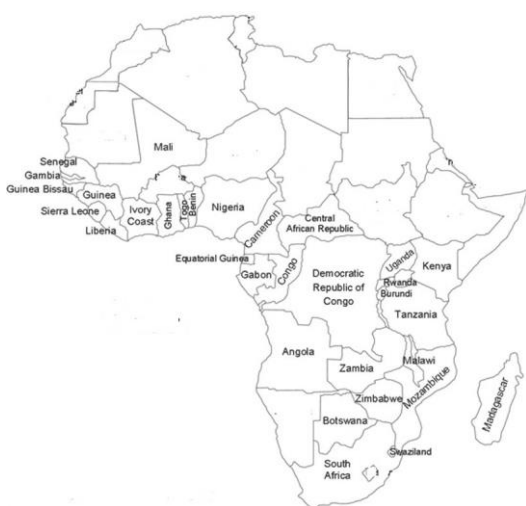 Mali
Senegal
Gambia
Guinea Bissau
Guinea
Sierra Leone
Liberia
Ivory
Coast
Ghana
Togo
Benin
Nigeria
Cameroon
Central
African Republic
Equatorial Guinea
Gabon
Congo
Democratic
Republic of
Congo
Uganda
Kenya
Rwanda
Burundi
Tanzania
Angola
Zambia
Malawi
Mozambique
Zimbabwe
Madagascar
Botswana
Swaziland
South
Africa